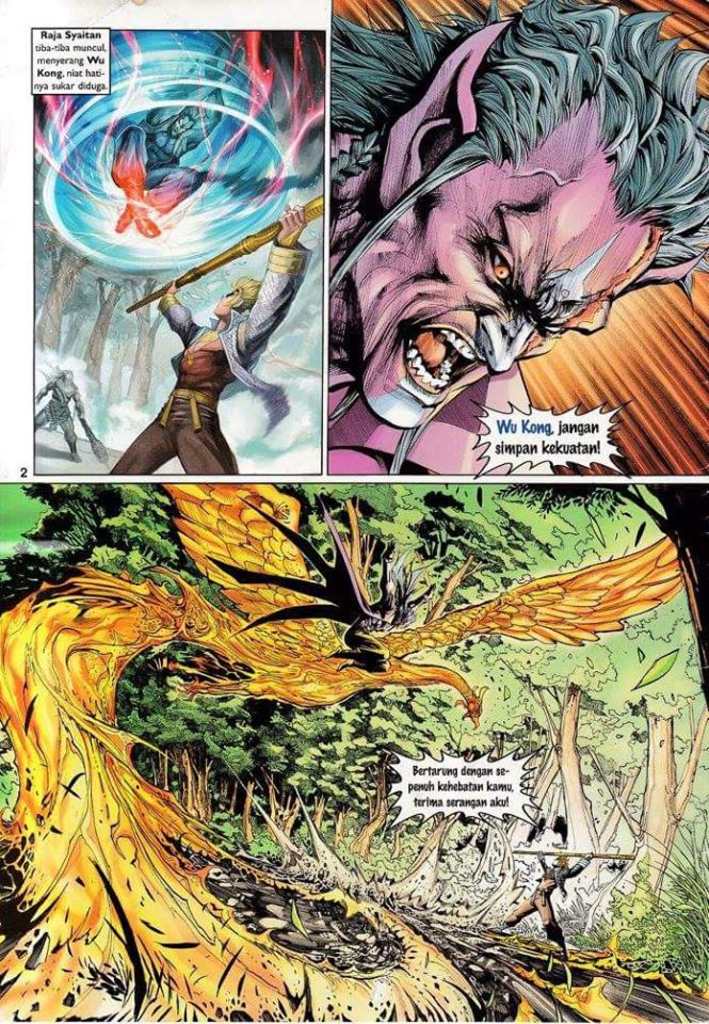 Raja Syaitan
tiba-tiba muncul,
menyerang Wu
Kong, niat hati-
nya sukar diduga.
Wu Kong, jangan
simpan kekuatan!
2
Bertarung dengan se-
penuh kehebatan kamu,
terima serangan aku!